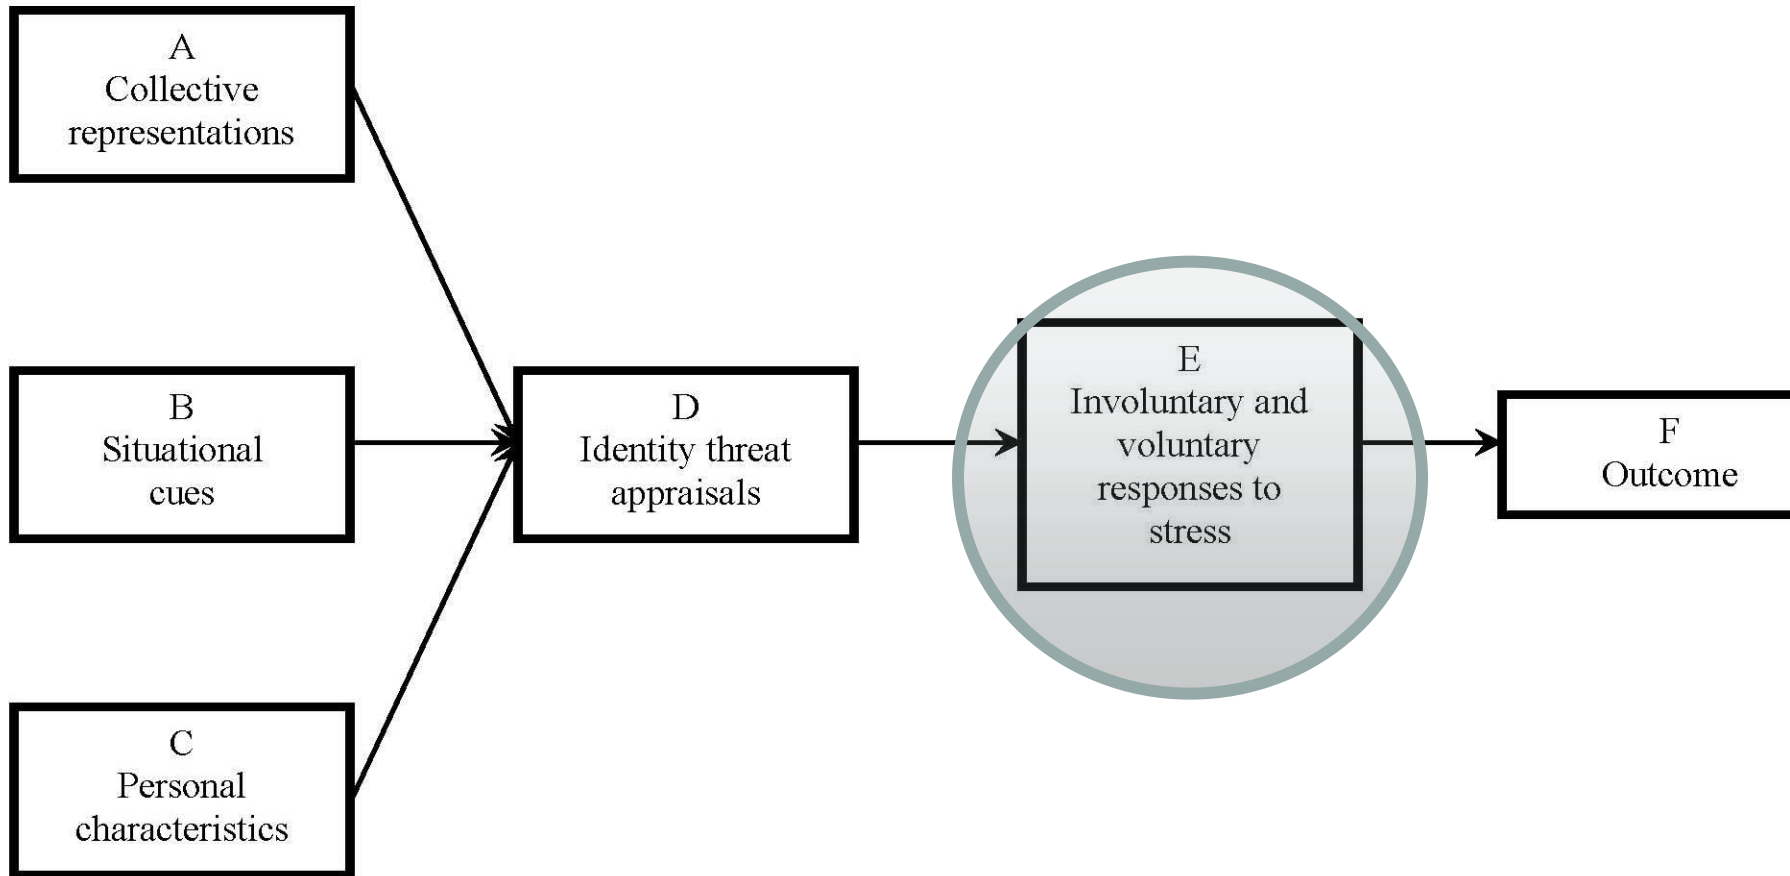 A
Collective
representations
B
Situational
cues
C
Personal
characteristics
D
Identity threat
appraisals
E
Involuntary and
voluntary
responses to
stress
F
Outcome